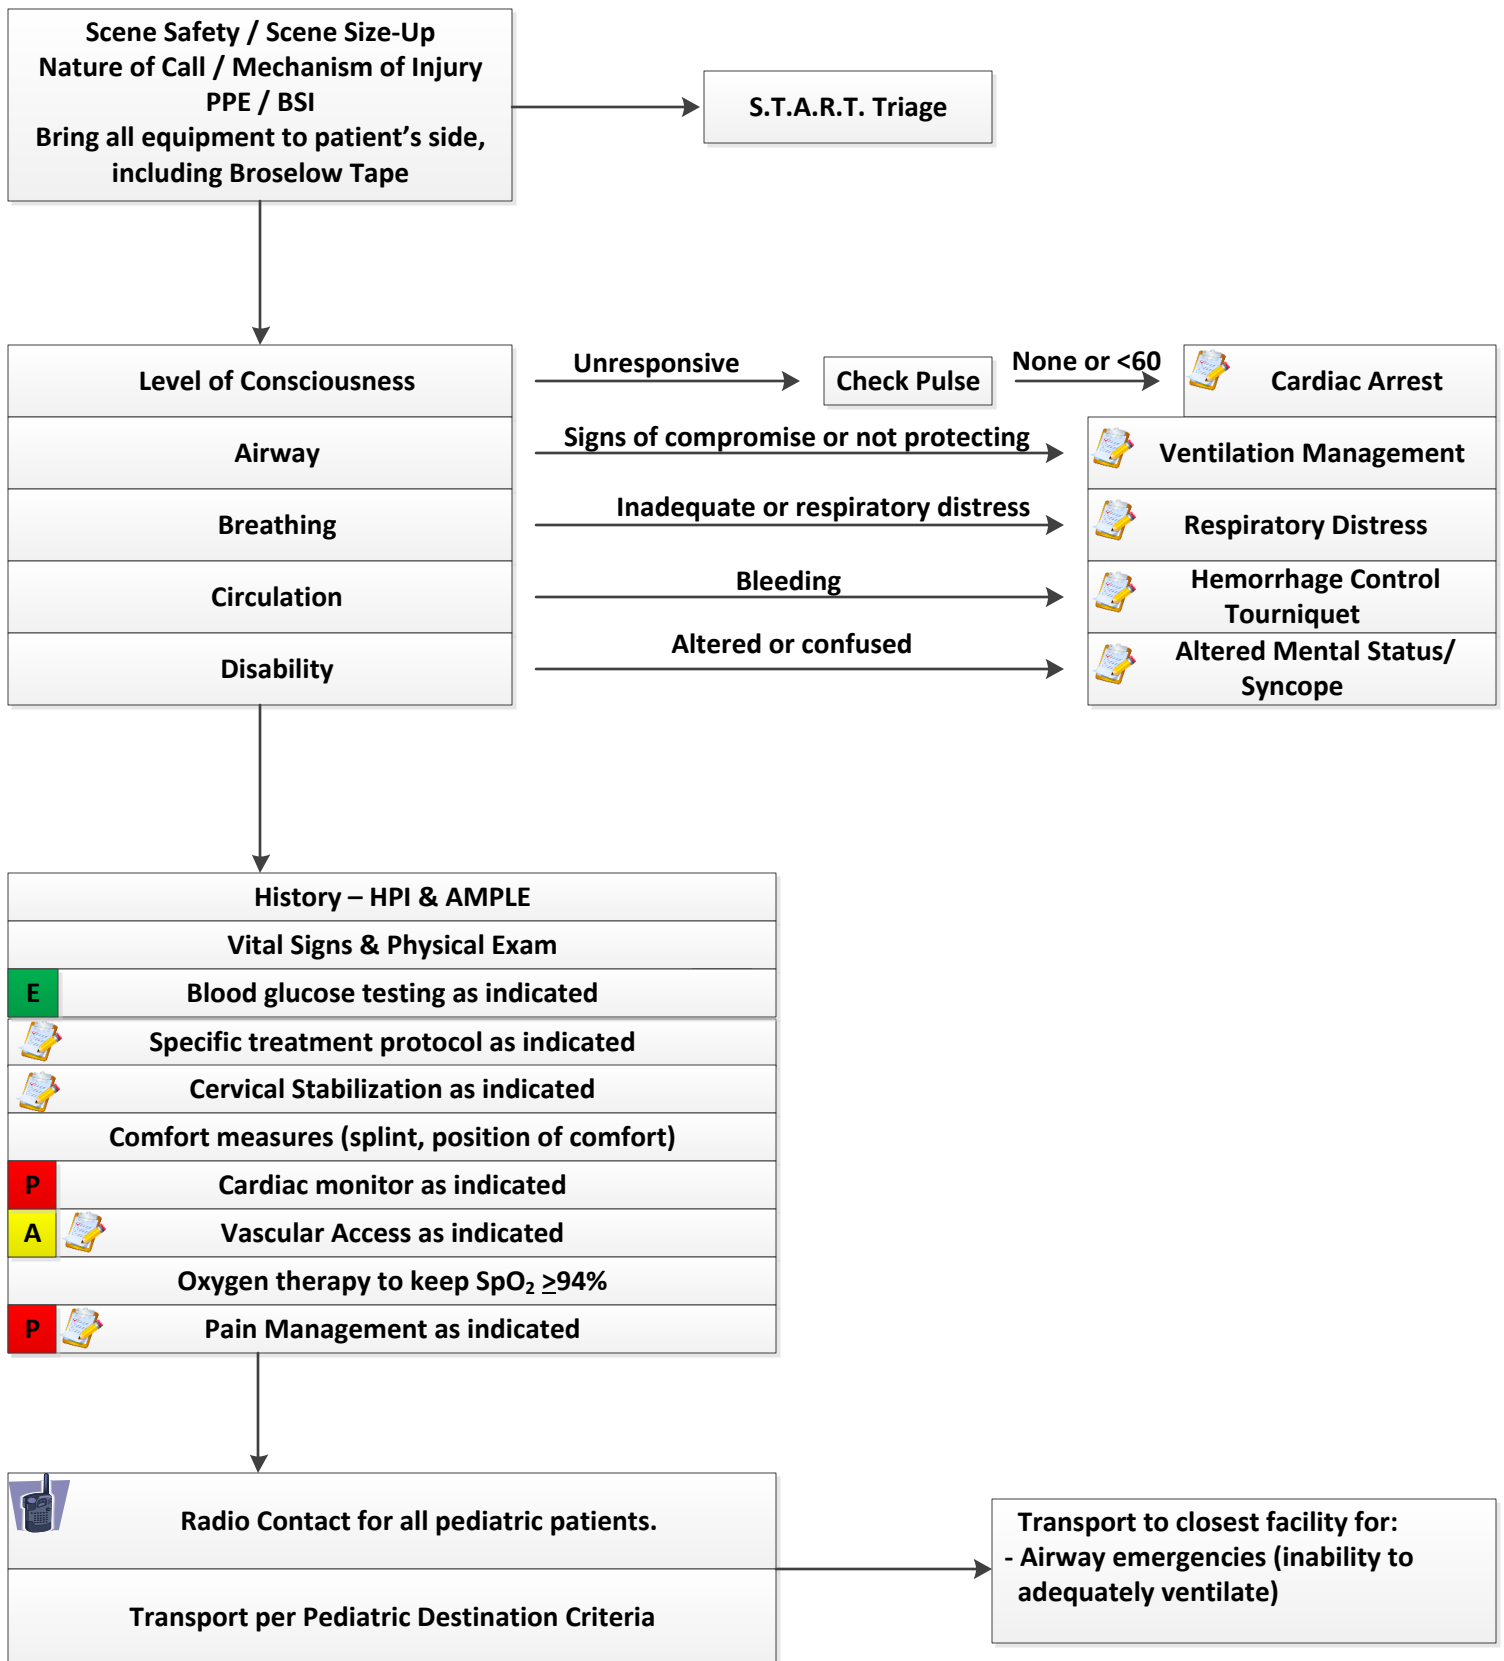 Scene Safety / Scene Size-Up
Nature of Call / Mechanism of Injury
PPE / BSI
Bring all equipment to patient's side,
including Broselow Tape
S.T.A.R.T. Triage
Level of Consciousness
Unresponsive
Check Pulse
None or <60
Cardiac Arrest
Airway
Signs of compromise or not protecting
Ventilation Management
Breathing
Inadequate or respiratory distress
Respiratory Distress
Circulation
Bleeding
Hemorrhage Control
Tourniquet
Disability
Altered or confused
Altered Mental Status/
Syncope
History – HPI & AMPLE
Vital Signs & Physical Exam
E Blood glucose testing as indicated
Specific treatment protocol as indicated
Cervical Stabilization as indicated
Comfort measures (splint, position of comfort)
P Cardiac monitor as indicated
A Vascular Access as indicated
Oxygen therapy to keep SpO₂ ≥94%
P Pain Management as indicated
Radio Contact for all pediatric patients.
Transport per Pediatric Destination Criteria
Transport to closest facility for:
- Airway emergencies (inability to
adequately ventilate)